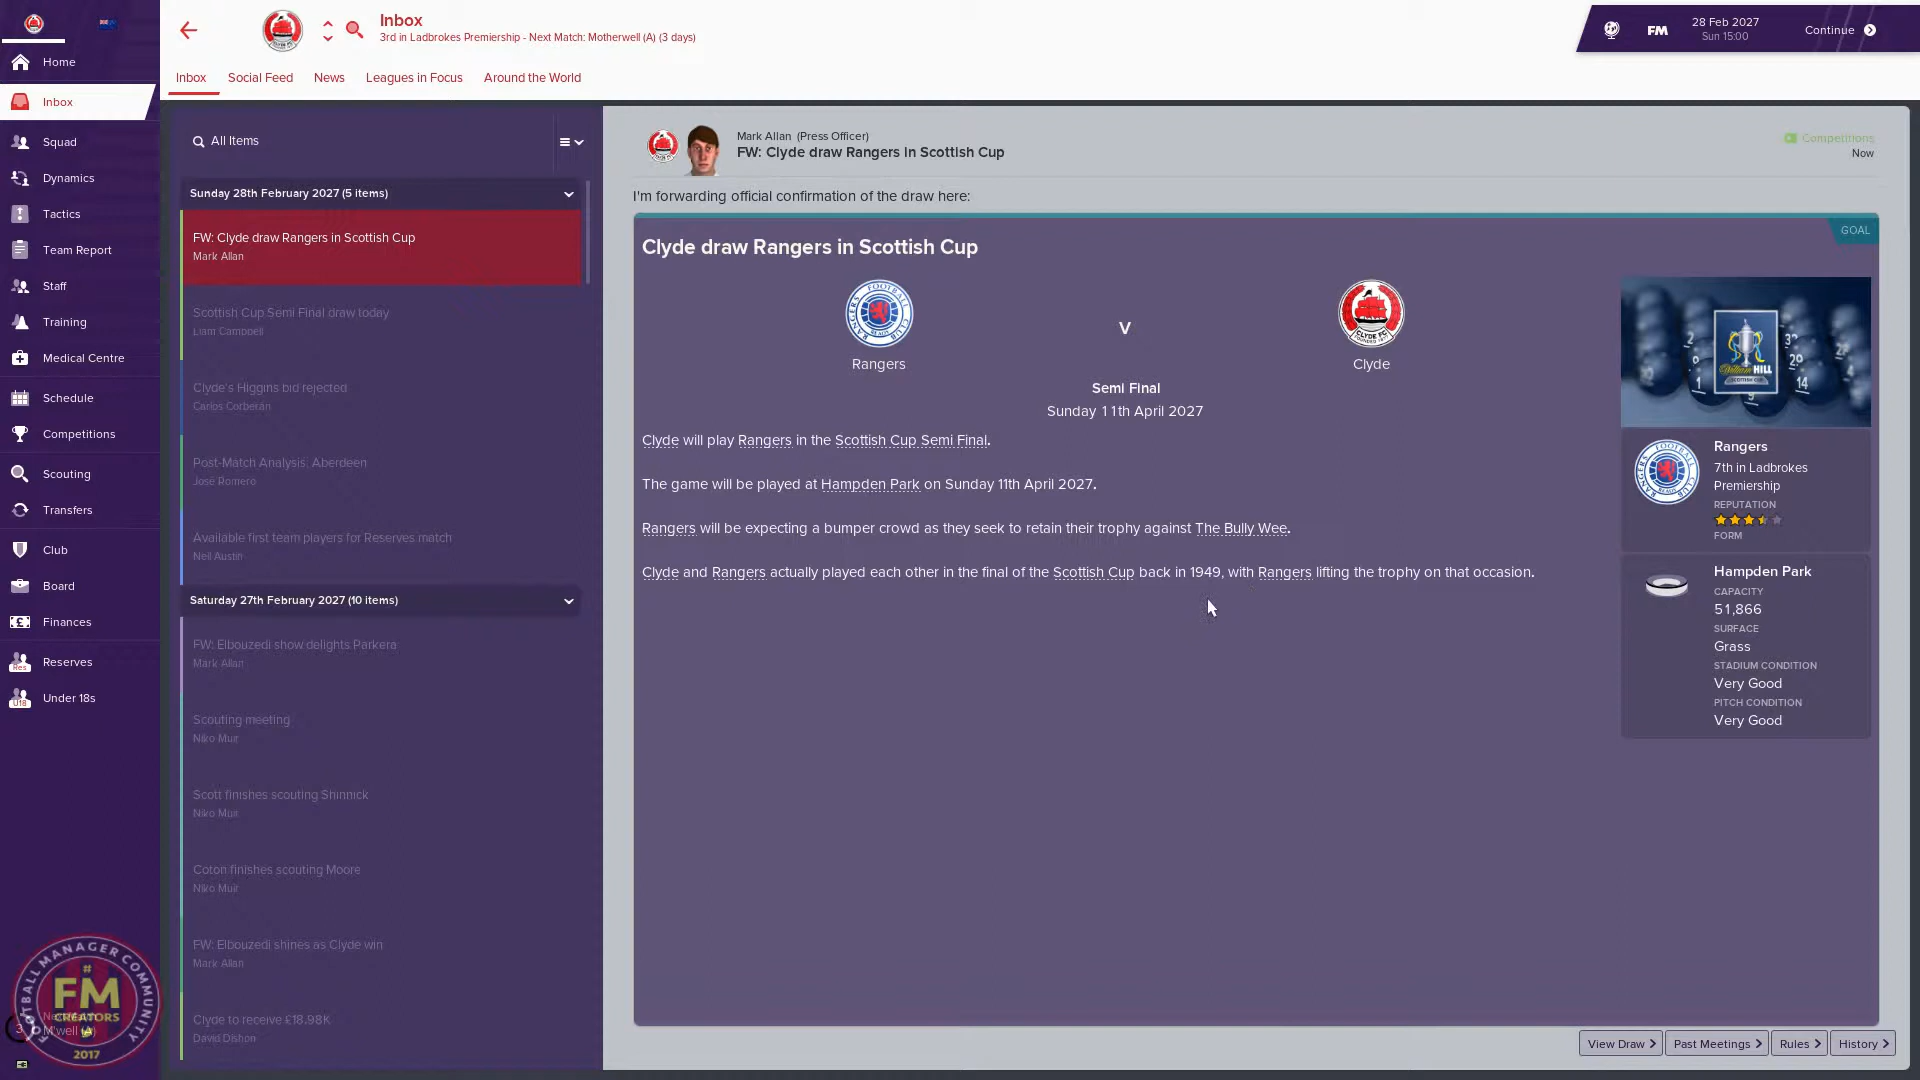 Home
Inbox
Squad
Dynamics
Tactics
Team Report
Staff
Training
Medical Centre
Schedule
Competitions
Scouting
Transfers
Club
Board
Finances
Reserves
Under 18s
Inbox
3rd in Ladbrokes Premiership - Next Match: Motherwell (A) (3 days)
Inbox Social Feed News Leagues in Focus Around the World
FM
28 Feb 2027
Sun 15:00
Continue
All Items
Sunday 28th February 2027 (5 items)
FW: Clyde draw Rangers in Scottish Cup
Mark Allan
Scottish Cup Semi Final draw today
Liam Campbell
Clyde's Higgins bid rejected
Carlos Corberán
Post-Match Analysis: Aberdeen
José Romero
Available first team players for Reserves match
Neil Austin
Saturday 27th February 2027 (10 items)
FW: Elbouzedi show delights Parkera
Mark Allan
Scouting meeting
Niko Muir
Scott finishes scouting Shinnick
Niko Muir
Coton finishes scouting Moore
Niko Muir
FW: Elbouzedi shines as Clyde win
Mark Allan
Clyde to receive £18.98K
David Dishon
Mark Allan (Press Officer)
FW: Clyde draw Rangers in Scottish Cup
Competitions
Now
I'm forwarding official confirmation of the draw here:
GOAL
Clyde draw Rangers in Scottish Cup
V
Rangers
Clyde
Semi Final
Sunday 11th April 2027
Clyde will play Rangers in the Scottish Cup Semi Final.
The game will be played at Hampden Park on Sunday 11th April 2027.
Rangers will be expecting a bumper crowd as they seek to retain their trophy against The Bully Wee.
Clyde and Rangers actually played each other in the final of the Scottish Cup back in 1949, with Rangers lifting the trophy on that occasion.
William HILL
SCOTTISH CUP
Rangers
7th in Ladbrokes
Premiership
REPUTATION
FORM
Hampden Park
CAPACITY
51,866
SURFACE
Grass
STADIUM CONDITION
Very Good
PITCH CONDITION
Very Good
View Draw
Past Meetings
Rules
History
FOOTBALL MANAGER COMMUNITY
#
FM
CREATORS
2017
3
M'well (A)